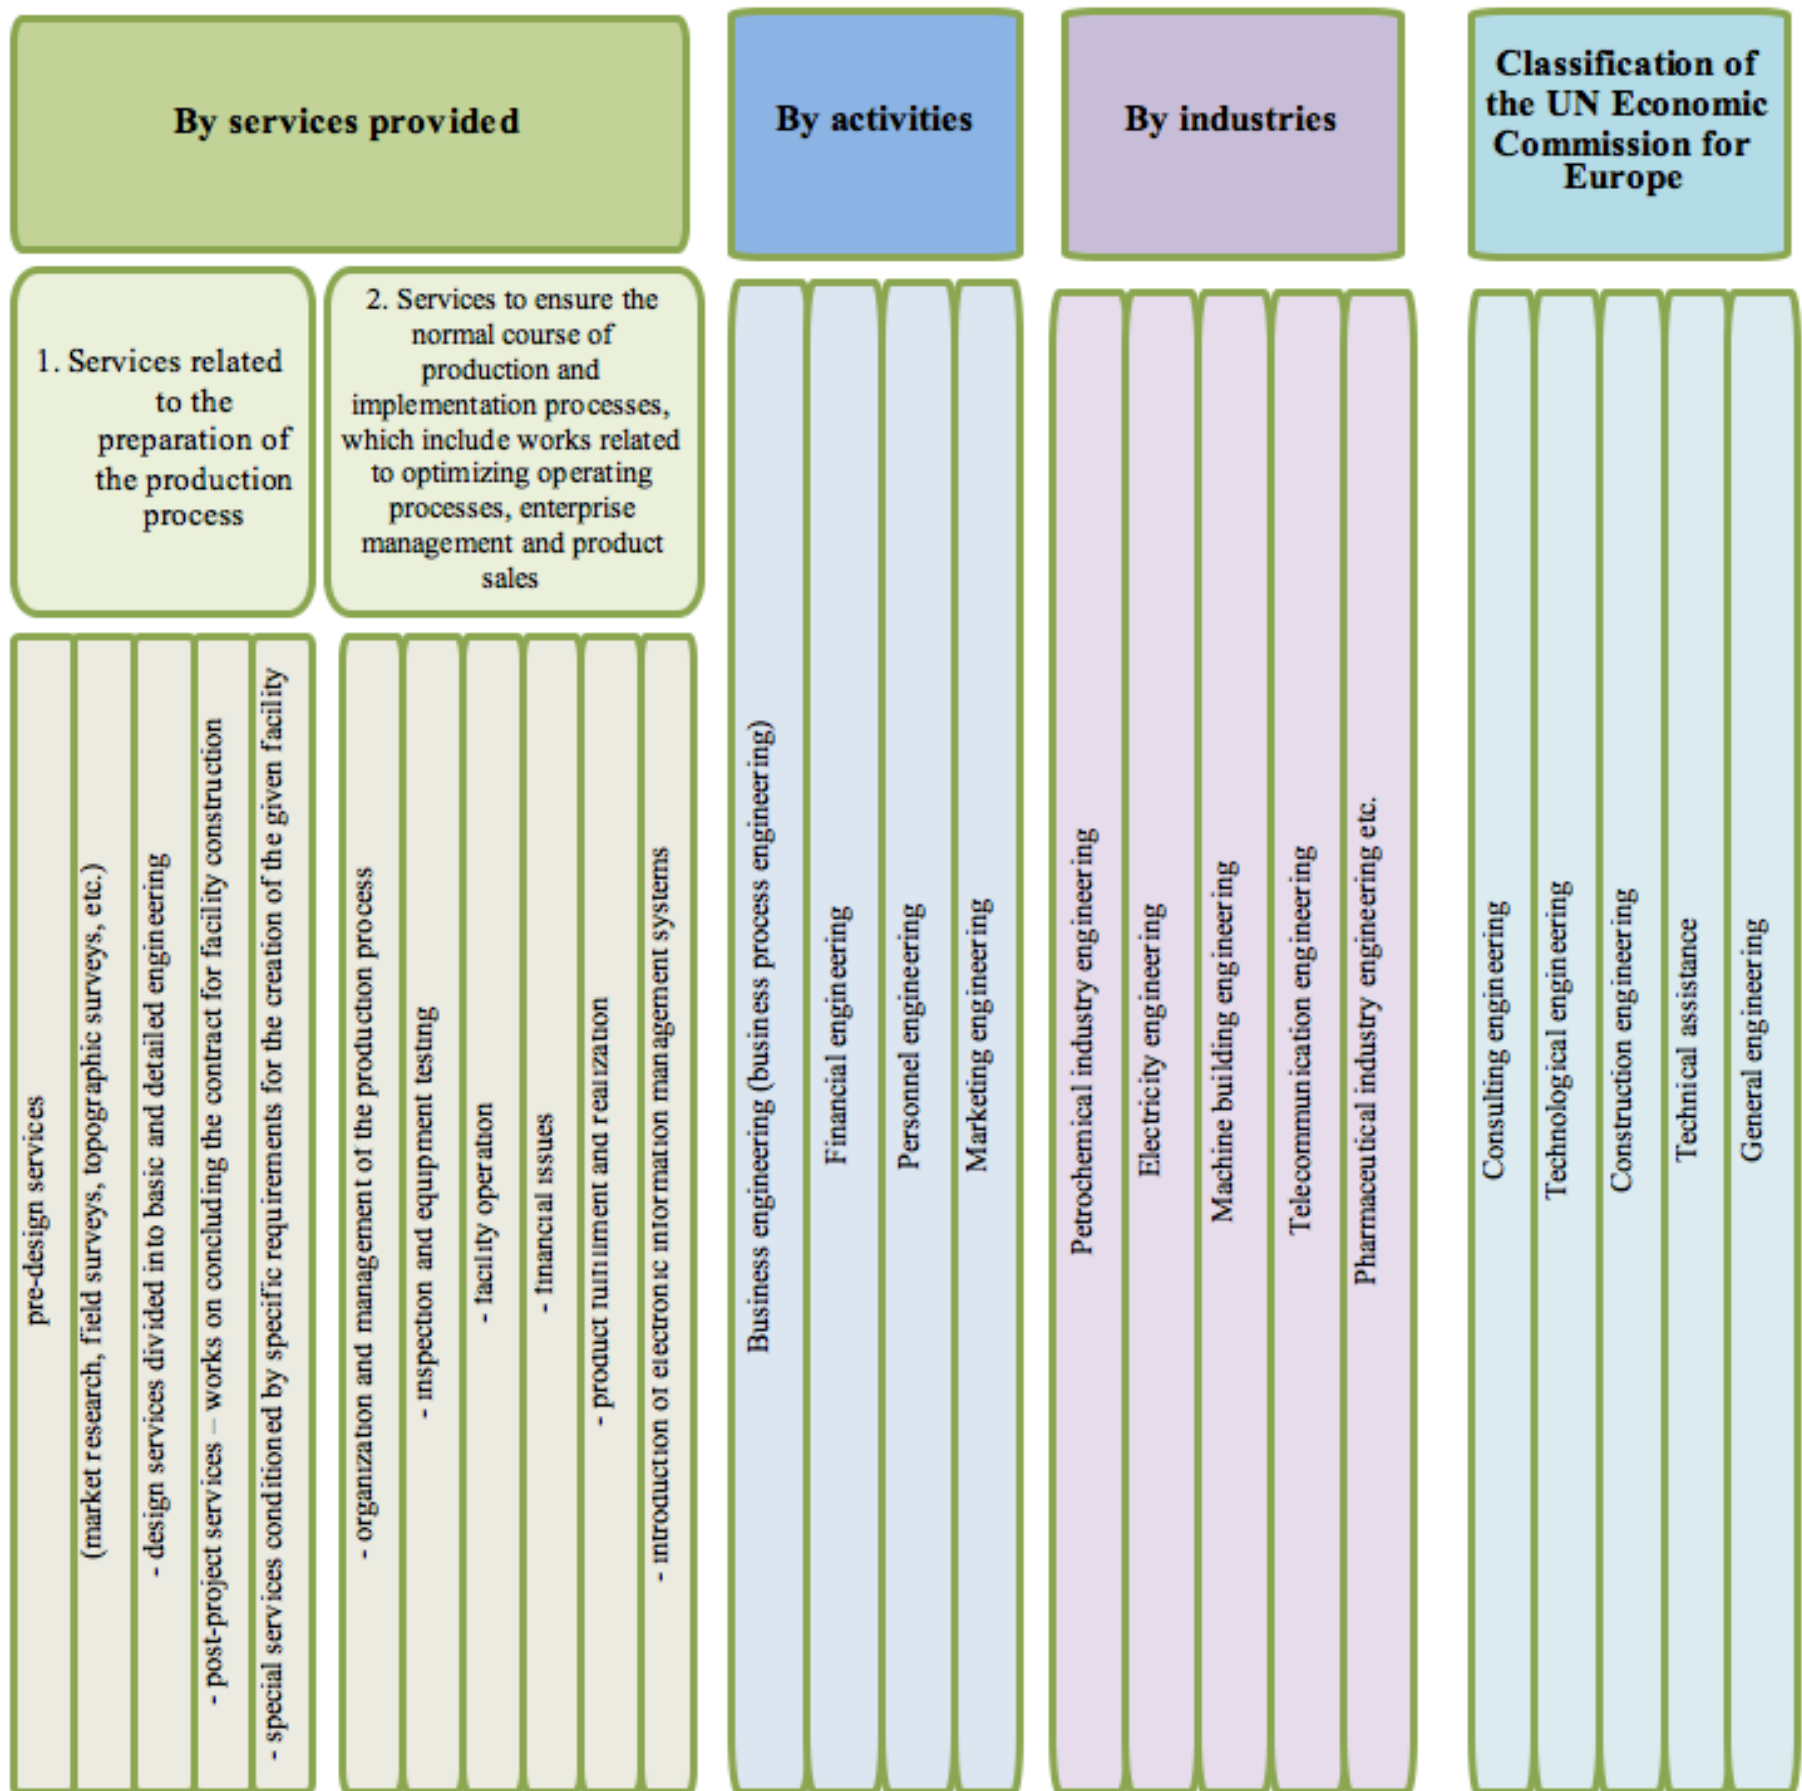 By services provided
By activities
By industries
Classification of
the UN Economic
Commission for
Europe
1. Services related
to the
preparation of
the production
process
2. Services to ensure the
normal course of
production and
implementation processes,
which include works related
to optimizing operating
processes, enterprise
management and product
sales
pre-design services
(market research, field surveys, topographic surveys, etc.)
- design services divided into basic and detailed engineering
- post-project services – works on concluding the contract for facility construction
- special services conditioned by specific requirements for the creation of the given facility
- organization and management of the production process
- inspection and equipment testing
- facility operation
- financial issues
- product fulfillment and realization
- introduction of electronic information management systems
Business engineering (business process engineering)
Financial engineering
Personnel engineering
Marketing engineering
Petrochemical industry engineering
Electricity engineering
Machine building engineering
Telecommunication engineering
Pharmaceutical industry engineering etc.
Consulting engineering
Technological engineering
Construction engineering
Technical assistance
General engineering